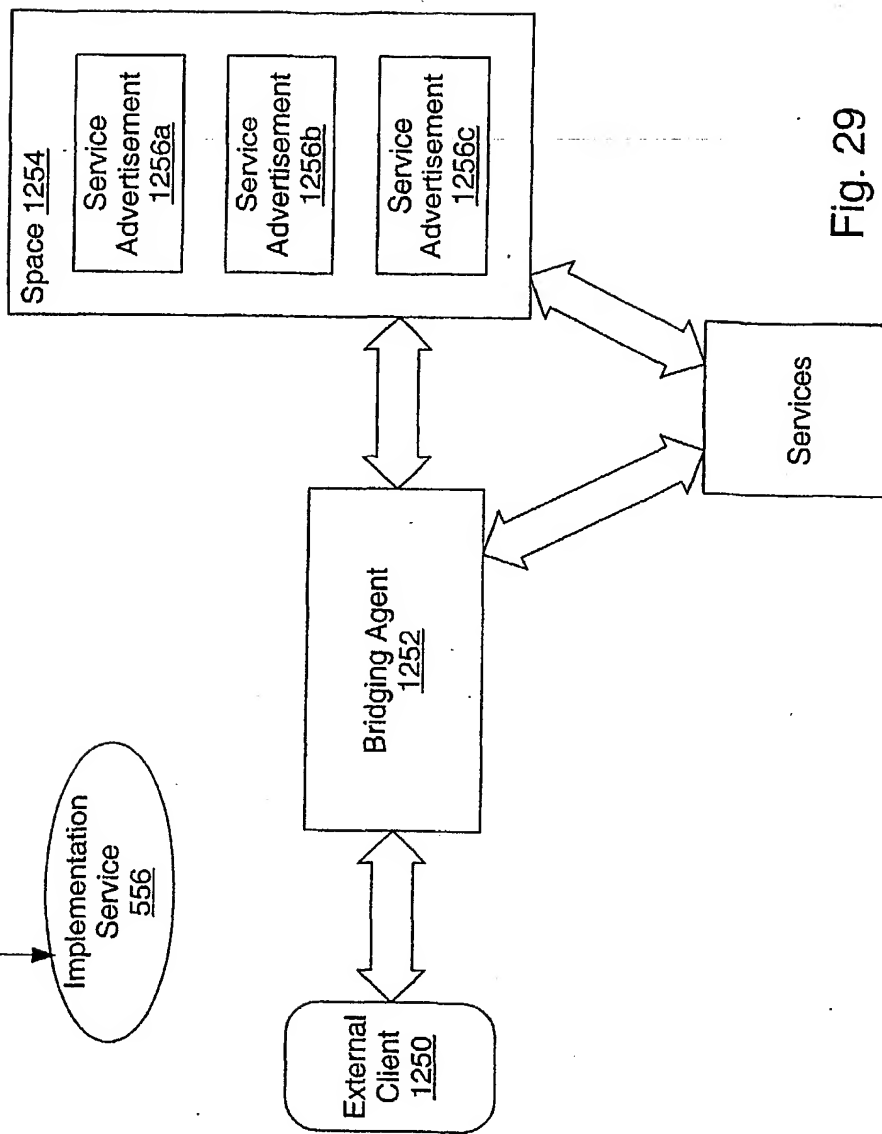 Implementation
Service
556
External
Client
1250
Bridging Agent
1252
Space 1254
Service
Advertisement
1256a
Service
Advertisement
1256b
Service
Advertisement
1256c
Services
Fig. 29